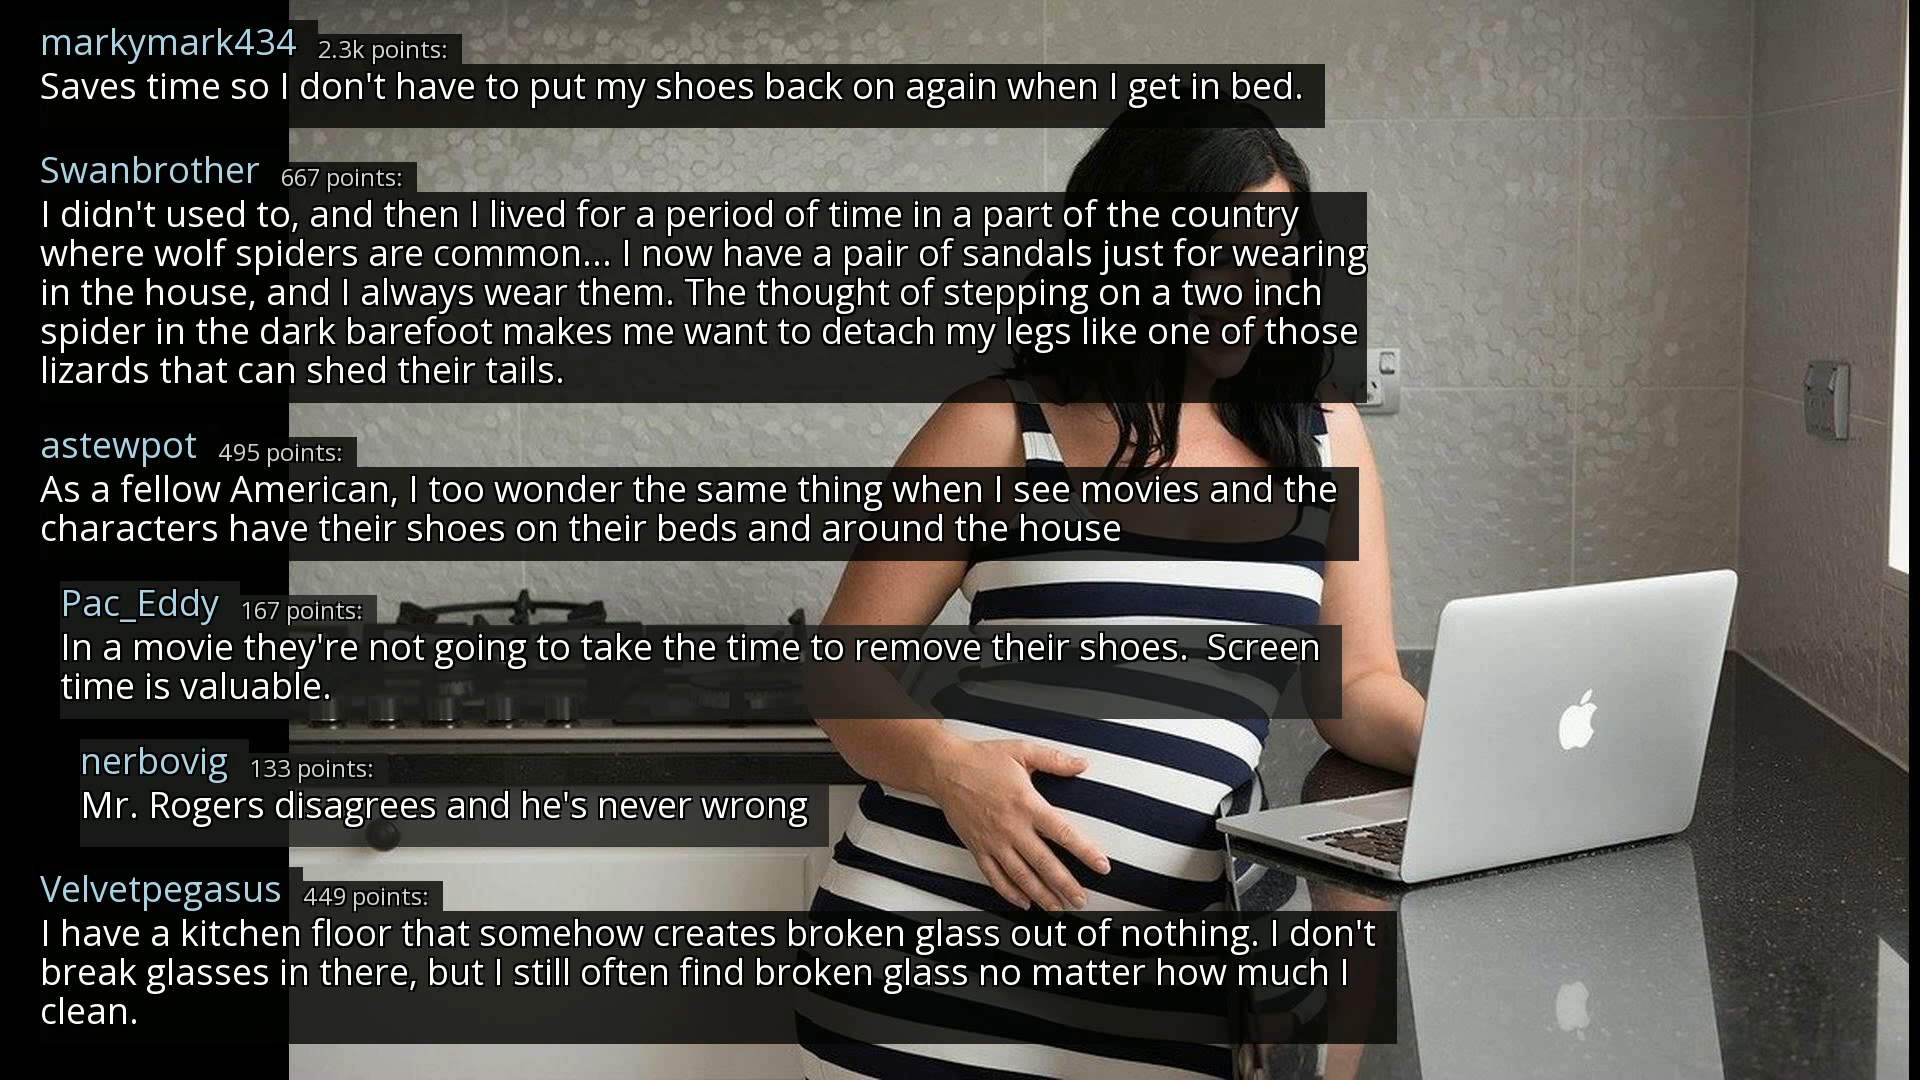 markymark434 2.3k points:
Saves time so I don't have to put my shoes back on again when I get in bed.
Swanbrother 667 points:
I didn't used to, and then I lived for a period of time in a part of the country
where wolf spiders are common... I now have a pair of sandals just for wearing
in the house, and I always wear them. The thought of stepping on a two inch
spider in the dark barefoot makes me want to detach my legs like one of those
lizards that can shed their tails.
astewpot 495 points:
As a fellow American, I too wonder the same thing when I see movies and the
characters have their shoes on their beds and around the house
Pac_Eddy 167 points:
In a movie they're not going to take the time to remove their shoes.  Screen
time is valuable.
nerbovig 133 points:
Mr. Rogers disagrees and he's never wrong
Velvetpegasus 449 points:
I have a kitchen floor that somehow creates broken glass out of nothing. I don't
break glasses in there, but I still often find broken glass no matter how much I
clean.